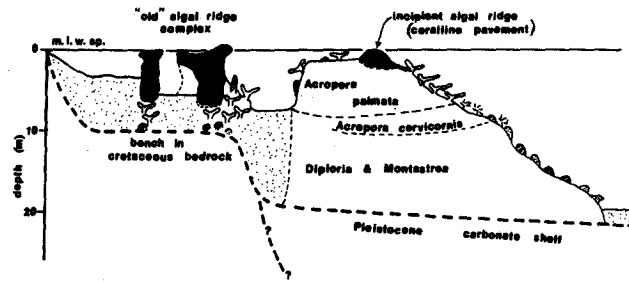 "old" algal ridge
complex
incipient algal ridge
(coralline pavement)
m. l. w. sp.
0
Acropora
palmata
Acropora cervicornis
10
bench in
cretaceous bedrock
depth (m)
Diploria & Montastrea
20
Pleistocene carbonate shelf
?
?